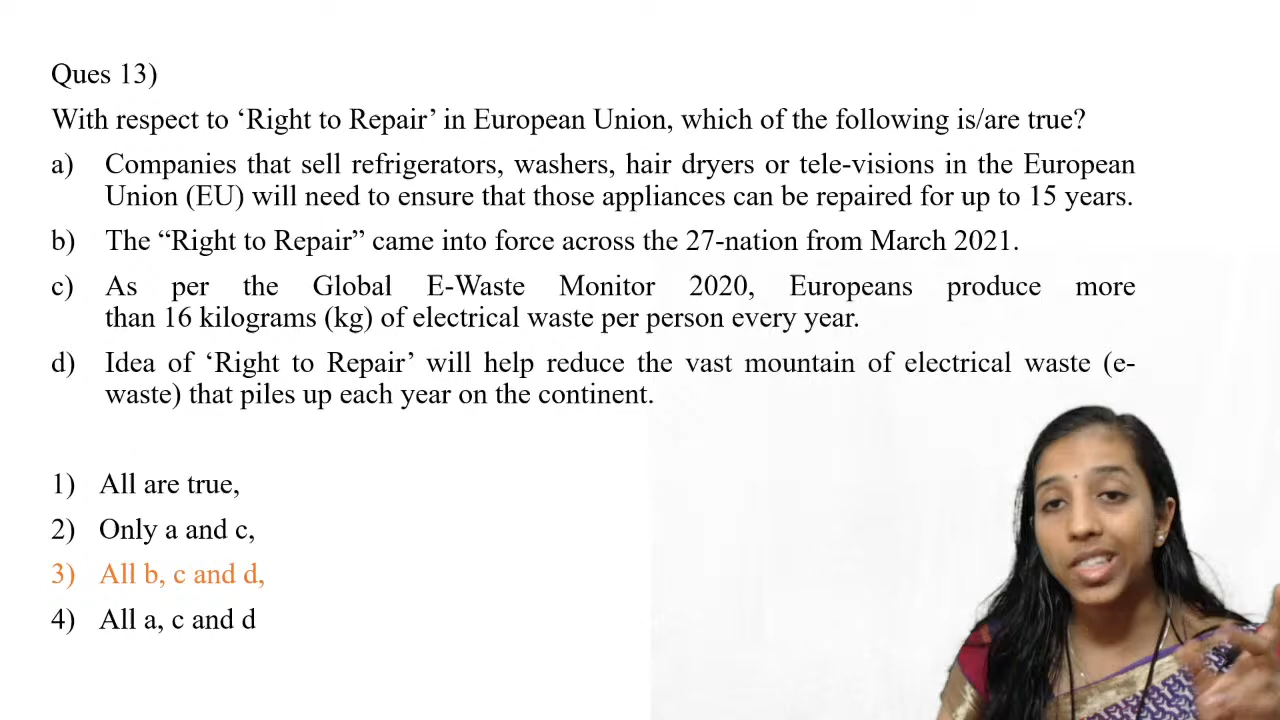 Ques 13)
With respect to ‘Right to Repair’ in European Union, which of the following is/are true?
a) Companies that sell refrigerators, washers, hair dryers or tele-visions in the European
Union (EU) will need to ensure that those appliances can be repaired for up to 15 years.
b) The “Right to Repair” came into force across the 27-nation from March 2021.
c) As per the Global E-Waste Monitor 2020, Europeans produce more
than 16 kilograms (kg) of electrical waste per person every year.
d) Idea of ‘Right to Repair’ will help reduce the vast mountain of electrical waste (e-
waste) that piles up each year on the continent.
1) All are true,
2) Only a and c,
3) All b, c and d,
4) All a, c and d